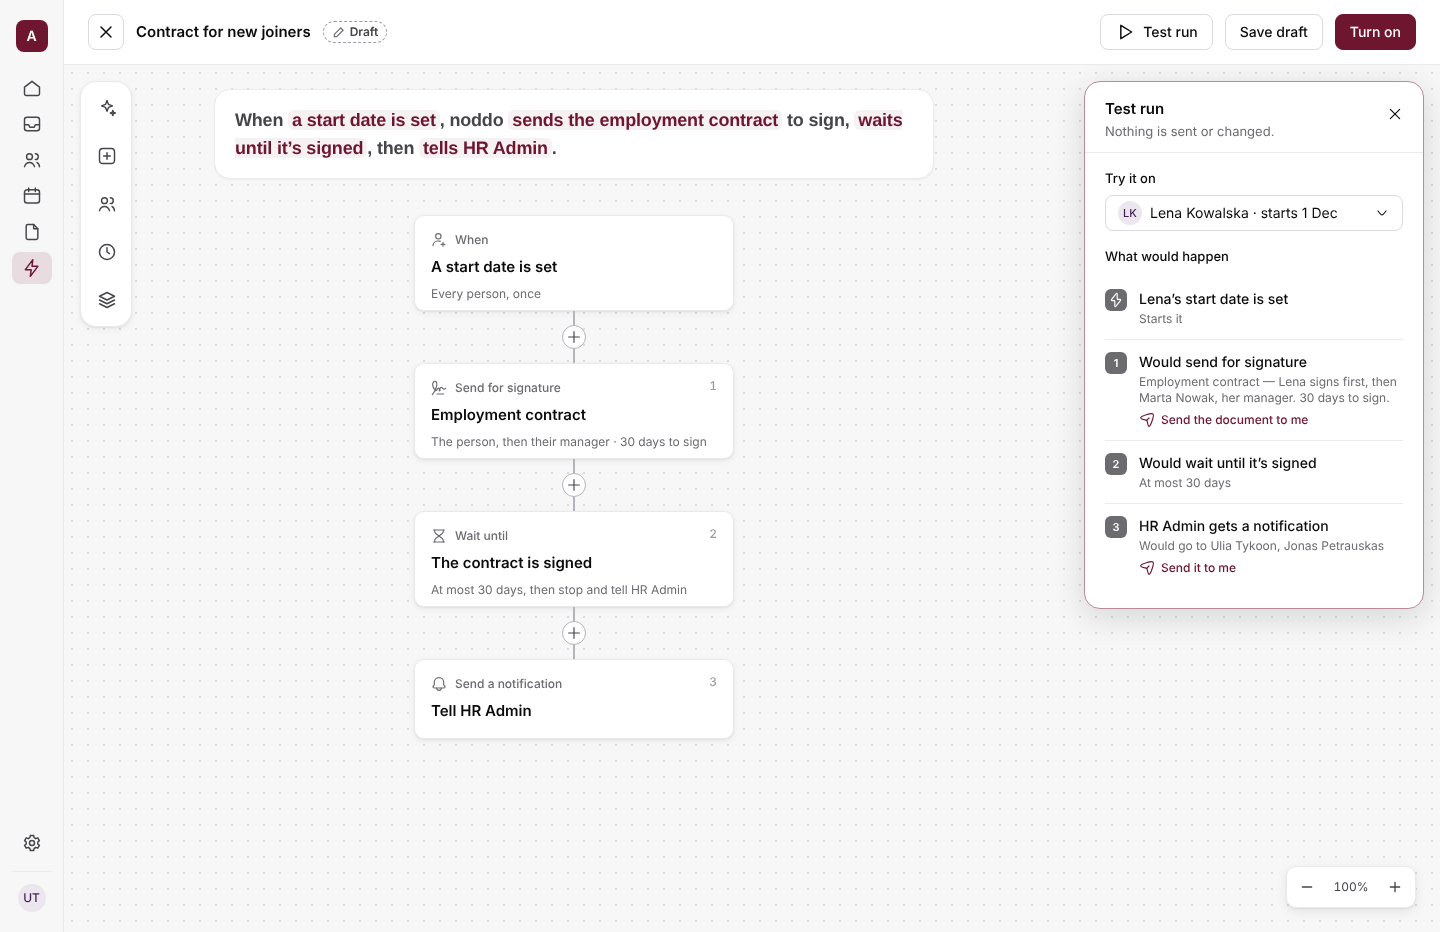 A
Contract for new joiners
Draft
Test run
Save draft
Turn on
When a start date is set, noddo sends the employment contract to sign, waits
until it’s signed, then tells HR Admin.
When
A start date is set
Every person, once
Send for signature
1
Employment contract
The person, then their manager · 30 days to sign
Wait until
2
The contract is signed
At most 30 days, then stop and tell HR Admin
Send a notification
3
Tell HR Admin
Test run
Nothing is sent or changed.
Try it on
LK Lena Kowalska · starts 1 Dec
What would happen
Lena’s start date is set
Starts it
1 Would send for signature
Employment contract — Lena signs first, then
Marta Nowak, her manager. 30 days to sign.
Send the document to me
2 Would wait until it’s signed
At most 30 days
3 HR Admin gets a notification
Would go to Ulia Tykoon, Jonas Petrauskas
Send it to me
UT
100%